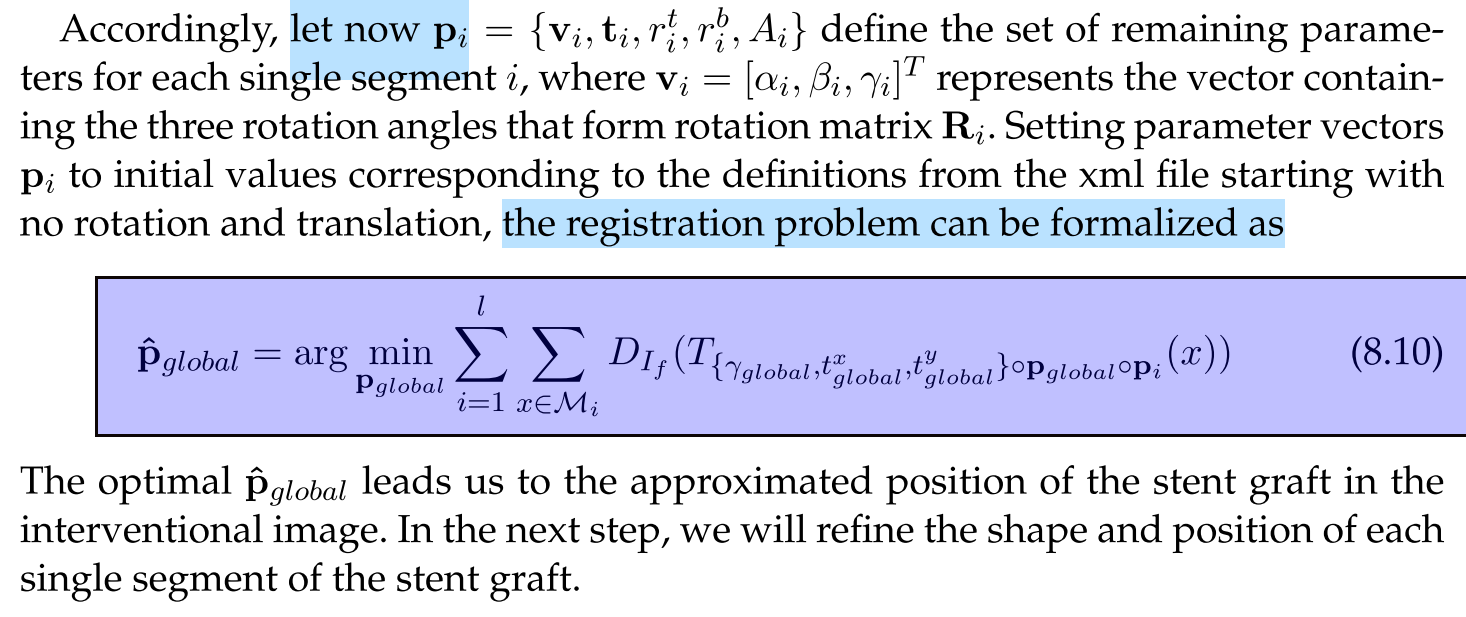 Accordingly, let now $\mathbf{p}_i = \{\mathbf{v}_i, \mathbf{t}_i, r_i^t, r_i^b, A_i\}$ define the set of remaining parame-
ters for each single segment $i$, where $\mathbf{v}_i = [\alpha_i, \beta_i, \gamma_i]^T$ represents the vector contain-
ing the three rotation angles that form rotation matrix $\mathbf{R}_i$. Setting parameter vectors
$\mathbf{p}_i$ to initial values corresponding to the definitions from the xml file starting with
no rotation and translation, the registration problem can be formalized as
$\hat{\mathbf{p}}_{global} = \arg\min_{\mathbf{p}_{global}} \sum_{i=1}^{l} \sum_{x \in \mathcal{M}_i} D_{I_f}(T_{\{\gamma_{global}, t_{global}^x, t_{global}^y\} \circ \mathbf{p}_{global} \circ \mathbf{p}_i}(x))$ (8.10)
The optimal $\hat{\mathbf{p}}_{global}$ leads us to the approximated position of the stent graft in the
interventional image. In the next step, we will refine the shape and position of each
single segment of the stent graft.